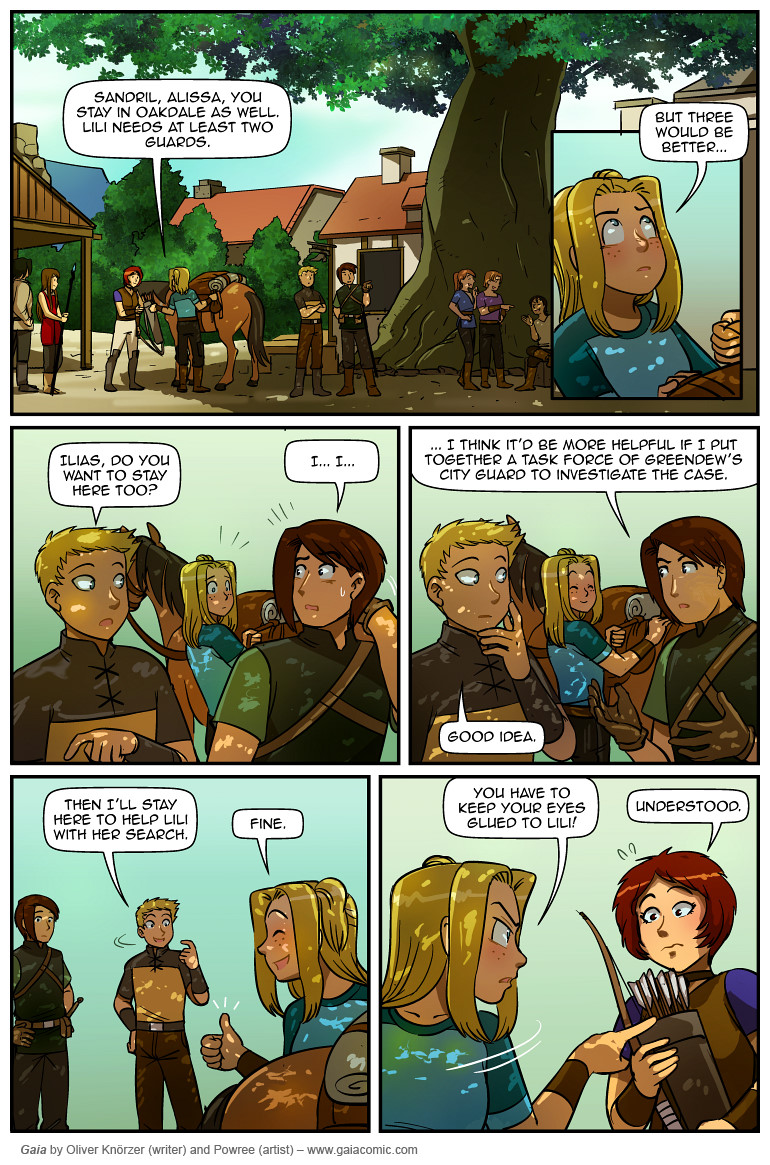 SANDRIL, ALISSA, YOU
STAY IN OAKDALE AS WELL.
LILI NEEDS AT LEAST TWO
GUARDS.
BUT THREE
WOULD BE
BETTER...
ILIAS, DO YOU
WANT TO STAY
HERE TOO?
I... I...
... I THINK IT'D BE MORE HELPFUL IF I PUT
TOGETHER A TASK FORCE OF GREENDEW'S
CITY GUARD TO INVESTIGATE THE CASE.
GOOD IDEA.
THEN I'LL STAY
HERE TO HELP LILI
WITH HER SEARCH.
FINE.
YOU HAVE TO
KEEP YOUR EYES
GLUED TO LILI!
UNDERSTOOD.
Gaia by Oliver Knörzer (writer) and Powree (artist) – www.gaiacomic.com